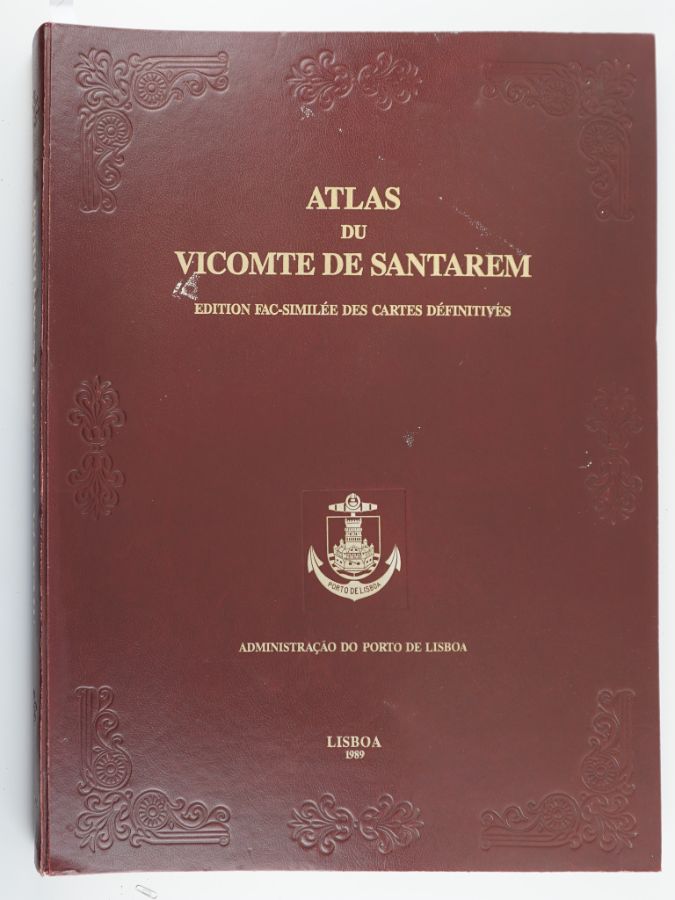 ATLAS
DU
VICOMTE DE SANTAREM
EDITION FAC-SIMILÉE DES CARTES DÉFINITIVES
PORTO DE LISBOA
ADMINISTRAÇÃO DO PORTO DE LISBOA
LISBOA
1989